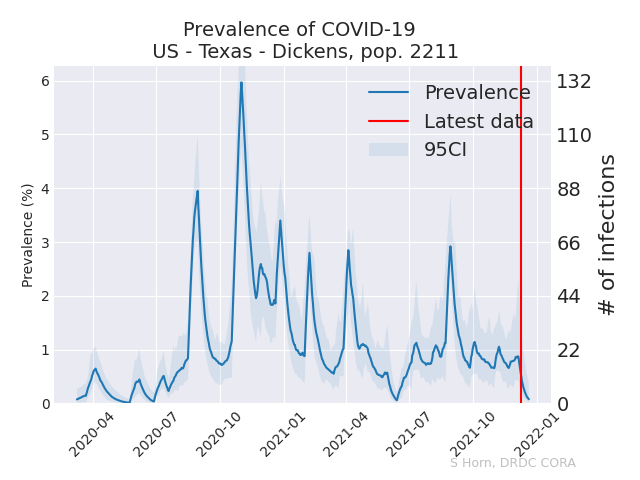 Prevalence of COVID-19
US - Texas - Dickens, pop. 2211
Prevalence (%)
6
5
4
3
2
1
0
132
110
88
66
44
22
0
# of infections
Prevalence
Latest data
95CI
2020-04
2020-07
2020-10
2021-01
2021-04
2021-07
2021-10
2022-01
S Horn, DRDC CORA